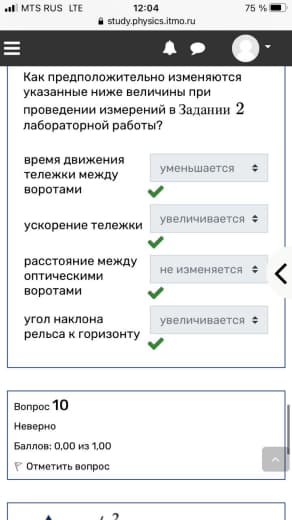 MTS RUS LTE 12:04 75 %
study.physics.itmo.ru
Как предположительно изменяются
указанные ниже величины при
проведении измерений в Задании 2
лабораторной работы?
время движения
тележки между
воротами
уменьшается
ускорение тележки
увеличивается
расстояние между
оптическими
воротами
не изменяется
угол наклона
рельса к горизонту
увеличивается
Вопрос 10
Неверно
Баллов: 0,00 из 1,00
Отметить вопрос